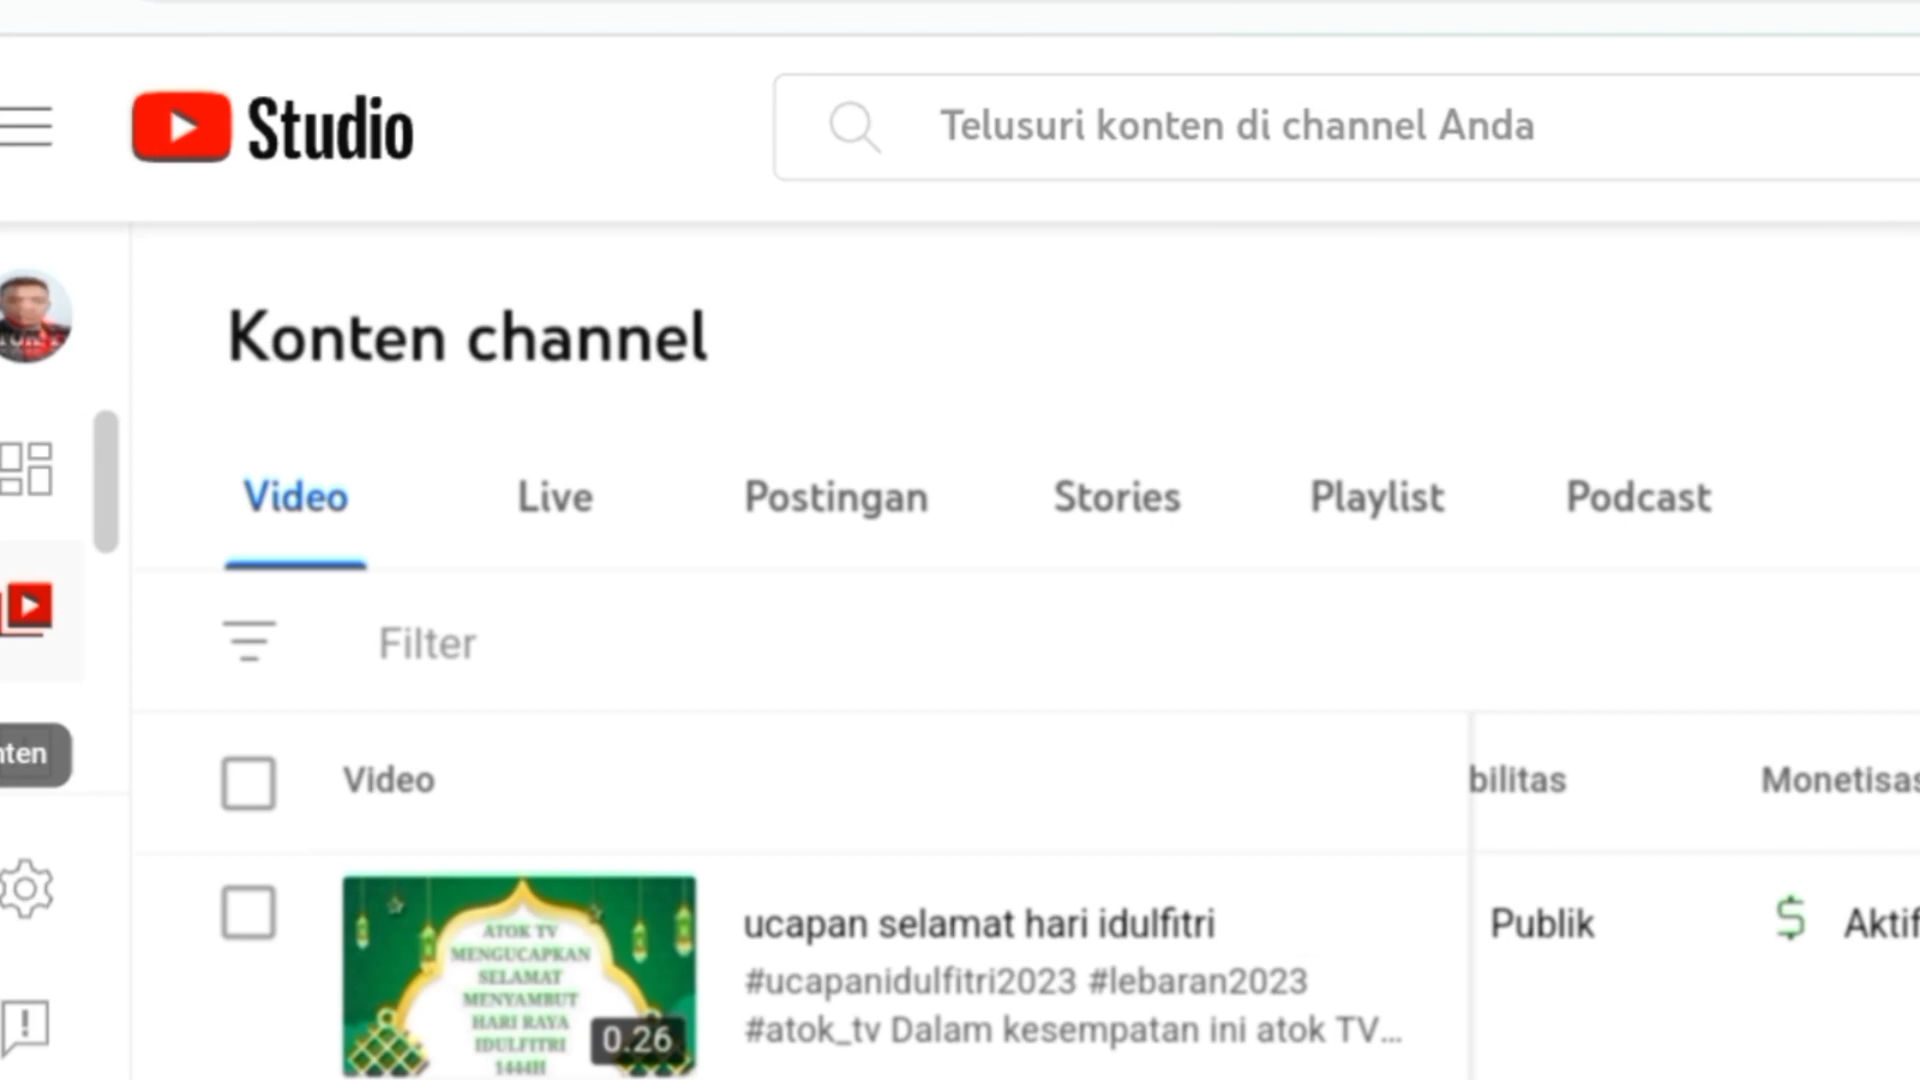 Studio
Telusuri konten di channel Anda
Konten channel
Video Live Postingan Stories Playlist Podcast
Filter
nten
Video bilitas Monetisas
ATOK TV
MENGUCAPKAN
SELAMAT
MENYAMBUT
HARI RAYA
IDULFITRI
1444H
0.26
ucapan selamat hari idulfitri
#ucapanidulfitri2023 #lebaran2023
#atok_tv Dalam kesempatan ini atok TV...
Publik
$ Aktif